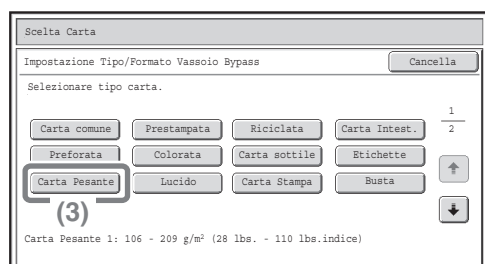 Scelta Carta
Impostazione Tipo/Formato Vassoio Bypass
Cancella
Selezionare tipo carta.
1
2
Carta comune Prestampata Riciclata Carta Intest.
Preforata Colorata Carta sottile Etichette
Carta Pesante Lucido Carta Stampa Busta
(3)
Carta Pesante 1: 106 - 209 g/m² (28 lbs. - 110 lbs.indice)